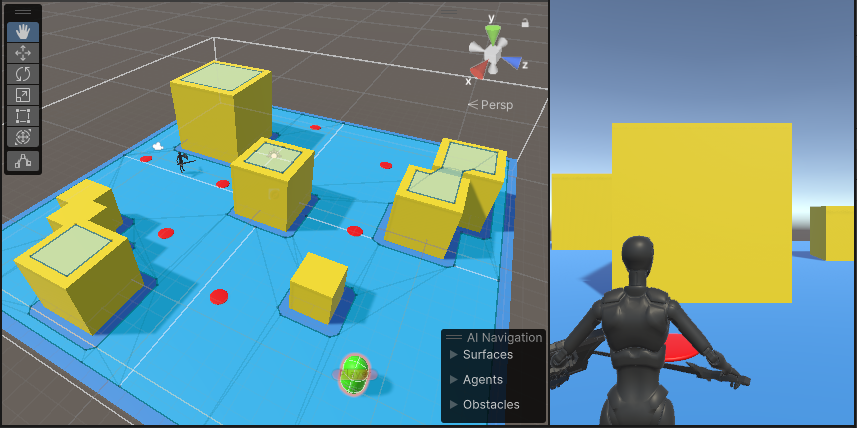 y
z
x
Persp
AI Navigation
Surfaces
Agents
Obstacles